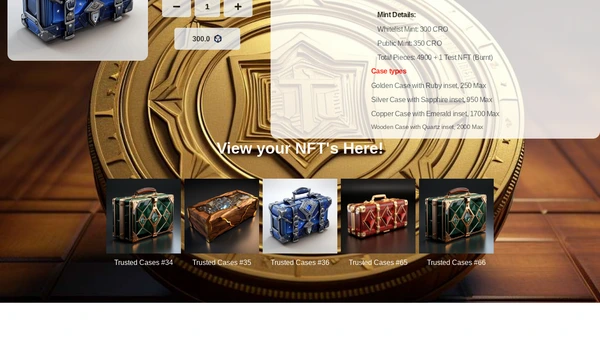 − 1 +
300.0
Mint Details:
Whitelist Mint: 300 CRO
Public Mint: 350 CRO
Total Pieces: 4900 + 1 Test NFT (Burnt)
Case types
Golden Case with Ruby inset, 250 Max
Silver Case with Sapphire inset, 950 Max
Copper Case with Emerald inset, 1700 Max
Wooden Case with Quartz inset, 2000 Max
View your NFT's Here!
Trusted Cases #34
Trusted Cases #35
Trusted Cases #36
Trusted Cases #65
Trusted Cases #66